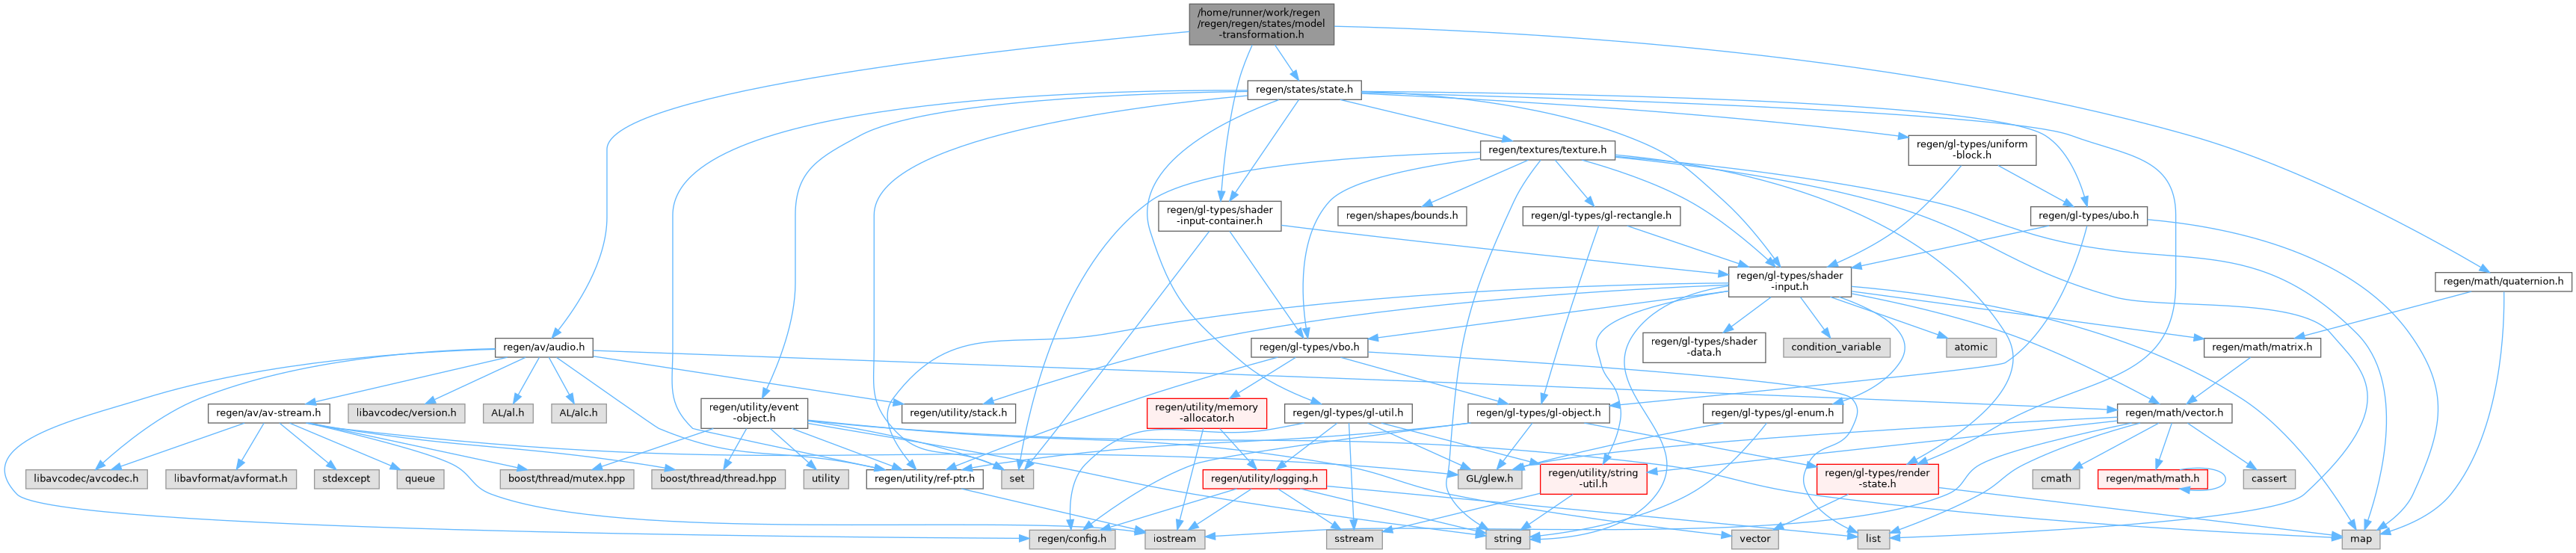 /home/runner/work/regen
/regen/regen/states/model
-transformation.h
regen/states/state.h
regen/textures/texture.h
regen/gl-types/uniform
-block.h
regen/gl-types/shader
-input-container.h
regen/shapes/bounds.h
regen/gl-types/gl-rectangle.h
regen/gl-types/ubo.h
regen/gl-types/shader
-input.h
regen/math/quaternion.h
regen/av/audio.h
regen/gl-types/vbo.h
regen/gl-types/shader
-data.h
condition_variable
atomic
regen/math/matrix.h
regen/av/av-stream.h
libavcodec/version.h
AL/al.h
AL/alc.h
regen/utility/event
-object.h
regen/utility/stack.h
regen/utility/memory
-allocator.h
regen/gl-types/gl-util.h
regen/gl-types/gl-object.h
regen/gl-types/gl-enum.h
regen/math/vector.h
libavcodec/avcodec.h
libavformat/avformat.h
stdexcept
queue
boost/thread/mutex.hpp
boost/thread/thread.hpp
utility
regen/utility/ref-ptr.h
set
regen/utility/logging.h
GL/glew.h
regen/utility/string
-util.h
regen/gl-types/render
-state.h
cmath
regen/math/math.h
cassert
regen/config.h
iostream
sstream
string
vector
list
map